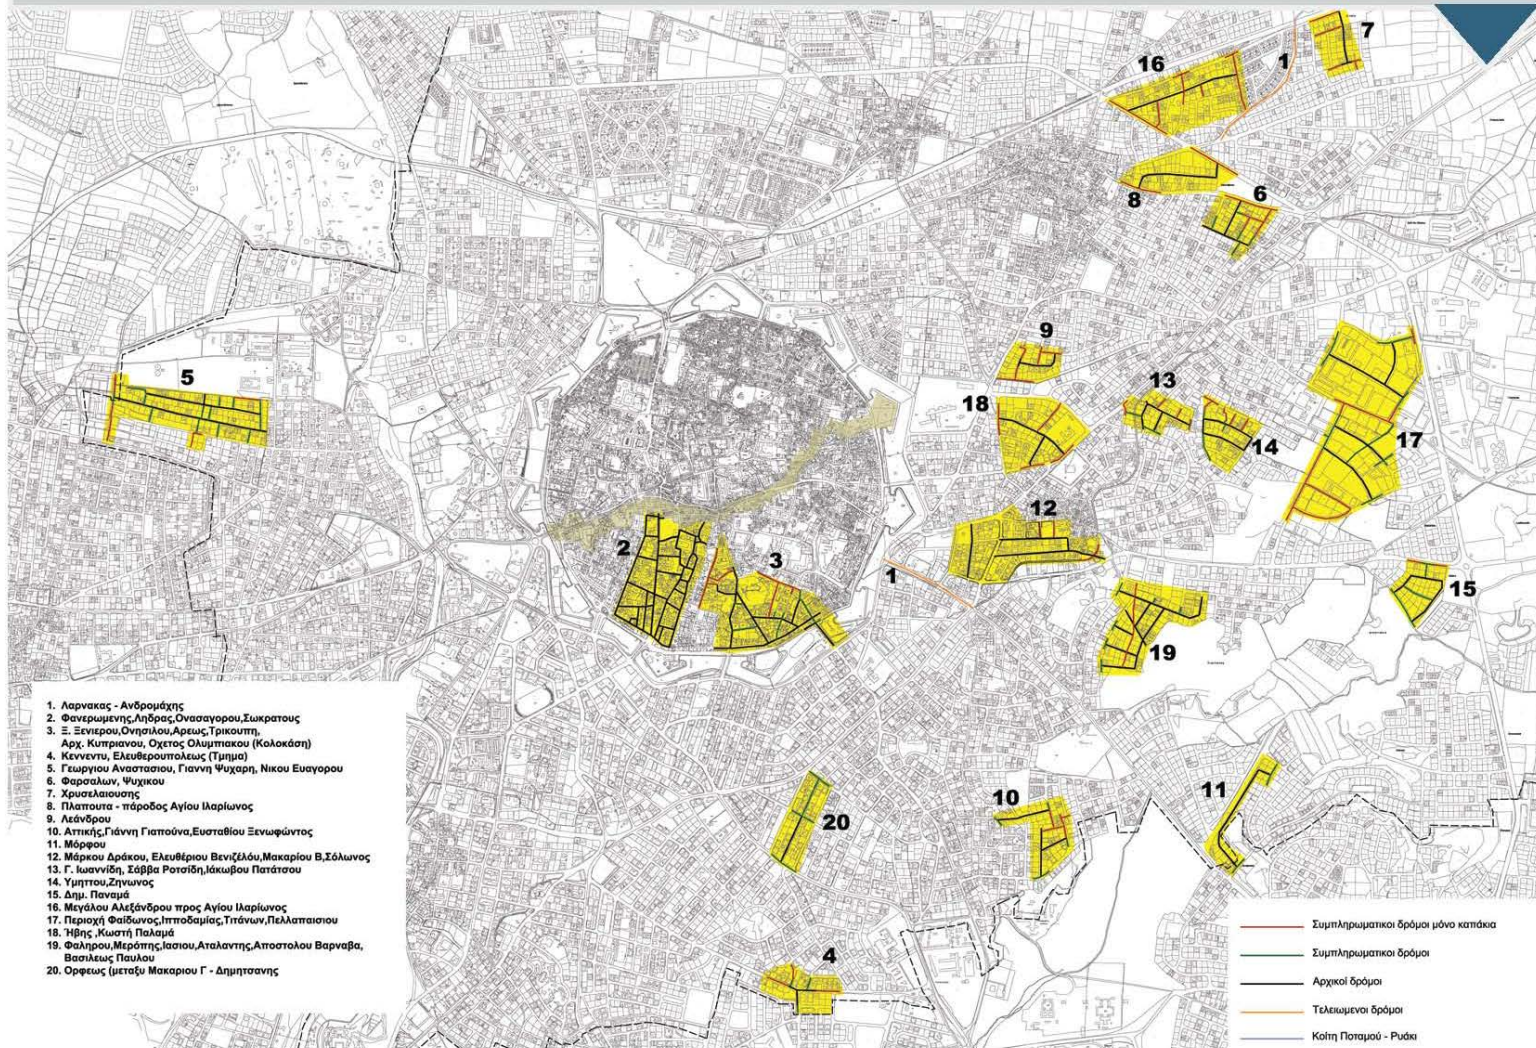 16
7
1
8
6
5
9
13
18
14
17
12
2
3
1
15
19
1. Λαρνακας - Ανδρομάχης
2. Φανερωμενης,Ληδρας,Ονασαγορου,Σωκρατους
3. Ξ. Ξενιερου,Ονησιλου,Αρεως,Τρικουπη,
Αρχ. Κυπριανου, Οχετος Ολυμπιακου (Κολοκάση)
4. Κεννεντυ, Ελευθερουπολεως (Τμημα)
5. Γεωργιου Αναστασιου, Γιαννη Ψυχαρη, Νικου Ευαγορου
6. Φαρσαλων, Ψυχικου
7. Χρυσελαιουσης
8. Πλαπουτα - πάροδος Αγίου Ιλαρίωνος
9. Λεάνδρου
10. Αττικής,Γιάννη Γιαπούνα,Ευσταθίου Ξενωφώντος
11. Μόρφου
12. Μάρκου Δράκου, Ελευθέριου Βενιζέλόυ,Μακαρίου Β,Σόλωνος
13. Γ. Ιωαννίδη, Σάββα Ροτσίδη,Ιάκωβου Πατάτσου
14. Υμηττου,Ζηνωνος
15. Δημ. Παναμά
16. Μεγάλου Αλεξάνδρου προς Αγίου Ιλαρίωνος
17. Περιοχή Φαίδωνος,Ιπποδαμίας,Τιτάνων,Πελλαπαισιου
18. Ήβης ,Κωστή Παλαμά
19. Φαληρου,Μερόπης,Ιασιου,Αταλαντης,Αποστολου Βαρναβα,
Βασιλεως Παυλου
20. Ορφεως (μεταξυ Μακαριου Γ - Δημητσανης
11
10
20
4
Συμπληρωματικοι δρόμοι μόνο καπάκια
Συμπληρωματικοι δρόμοι
Αρχικοί δρόμοι
Τελειωμενοι δρόμοι
Κοίτη Ποταμού - Ρυάκι